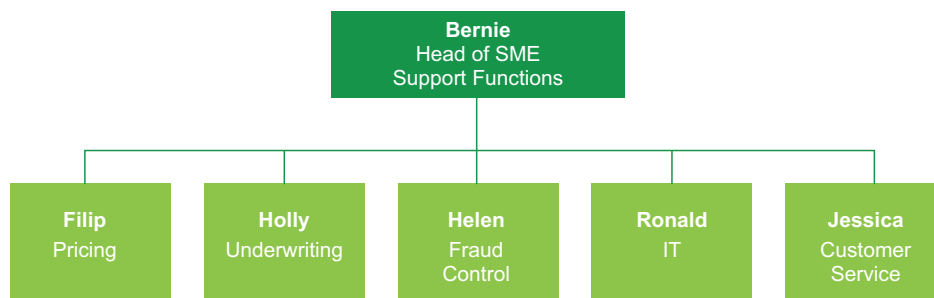 Bernie
Head of SME
Support Functions
Filip
Pricing
Holly
Underwriting
Helen
Fraud
Control
Ronald
IT
Jessica
Customer
Service